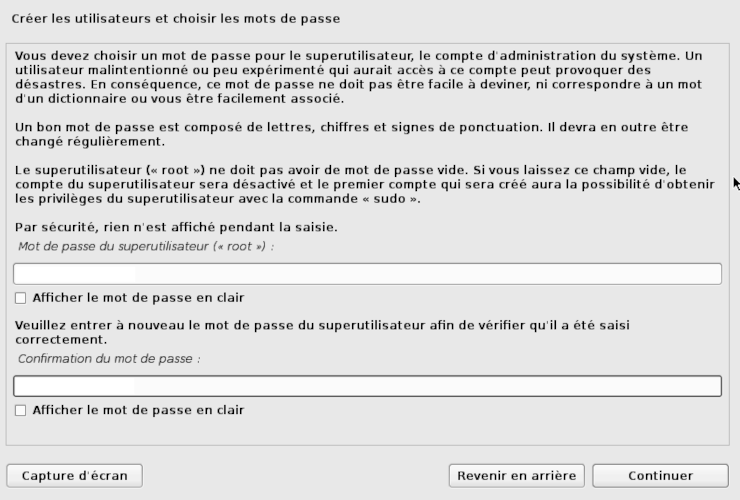 Créer les utilisateurs et choisir les mots de passe
Vous devez choisir un mot de passe pour le superutilisateur, le compte d'administration du système. Un
utilisateur malintentionné ou peu expérimenté qui aurait accès à ce compte peut provoquer des
désastres. En conséquence, ce mot de passe ne doit pas être facile à deviner, ni correspondre à un mot
d'un dictionnaire ou vous être facilement associé.
Un bon mot de passe est composé de lettres, chiffres et signes de ponctuation. Il devra en outre être
changé régulièrement.
Le superutilisateur (« root ») ne doit pas avoir de mot de passe vide. Si vous laissez ce champ vide, le
compte du superutilisateur sera désactivé et le premier compte qui sera créé aura la possibilité d'obtenir
les privilèges du superutilisateur avec la commande « sudo ».
Par sécurité, rien n'est affiché pendant la saisie.
Mot de passe du superutilisateur (« root ») :
Afficher le mot de passe en clair
Veuillez entrer à nouveau le mot de passe du superutilisateur afin de vérifier qu'il a été saisi
correctement.
Confirmation du mot de passe :
Afficher le mot de passe en clair
Capture d'écran
Revenir en arrière
Continuer